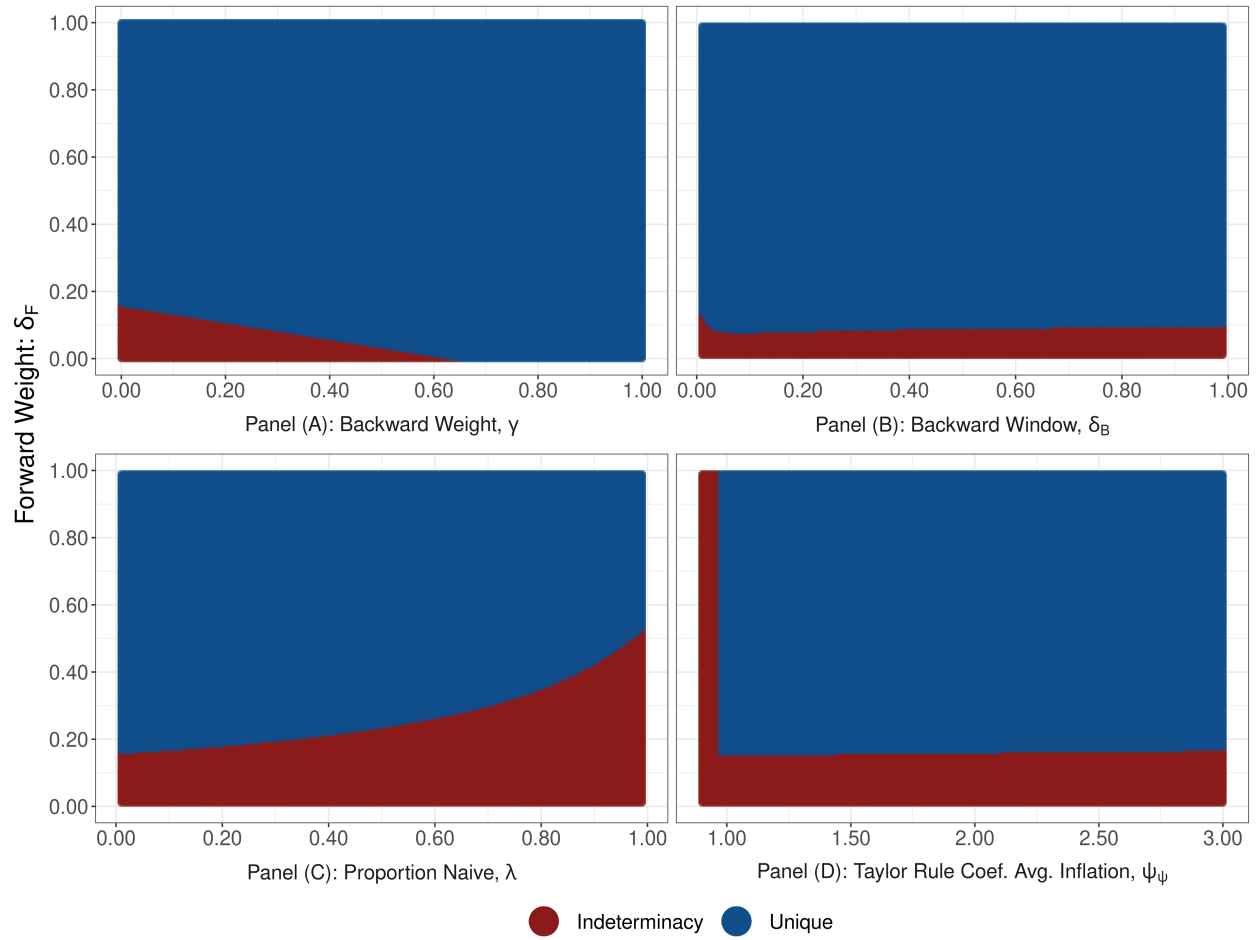 Forward Weight: δF
1.00
0.80
0.60
0.40
0.20
0.00
0.00 0.20 0.40 0.60 0.80 1.00
Panel (A): Backward Weight, γ
0.00 0.20 0.40 0.60 0.80 1.00
Panel (B): Backward Window, δB
1.00
0.80
0.60
0.40
0.20
0.00
0.00 0.20 0.40 0.60 0.80 1.00
Panel (C): Proportion Naive, λ
1.00 1.50 2.00 2.50 3.00
Panel (D): Taylor Rule Coef. Avg. Inflation, ψψ
Indeterminacy Unique